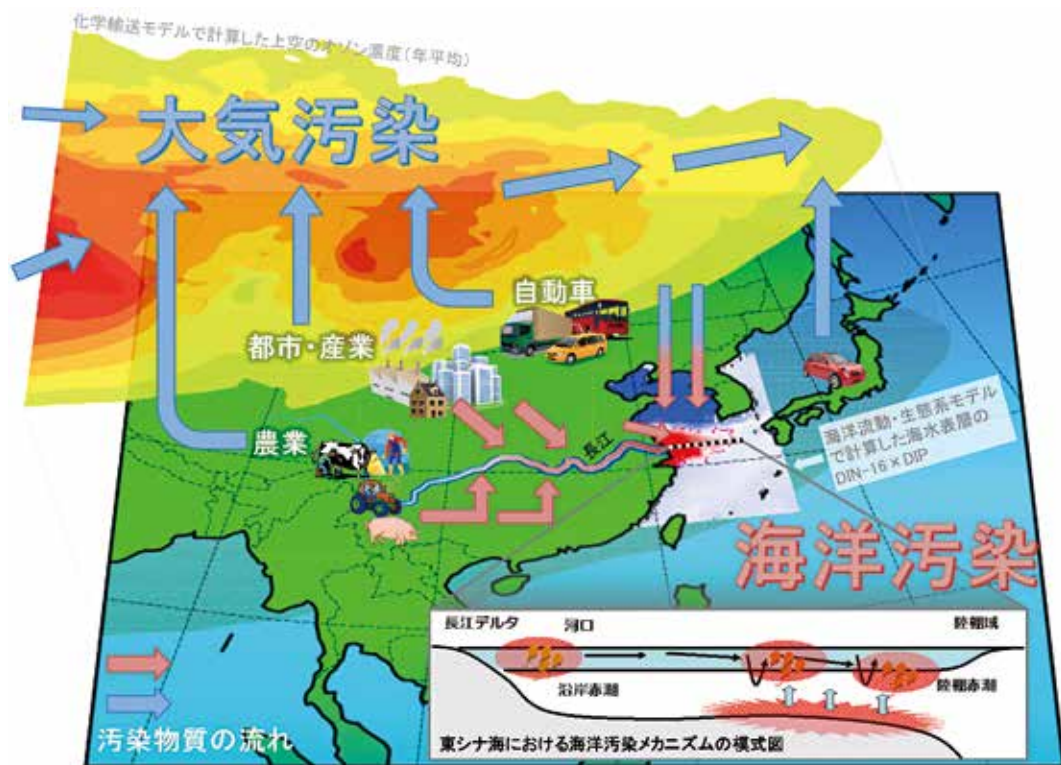 化学輸送モデルで計算した上空のオゾン濃度（年平均）
大気汚染
自動車
都市・産業
農業
長江
海洋流動・生態系モデル
で計算した海水表層の
DIN-16×DIP
海洋汚染
長江デルタ
河口
陸棚域
沿岸赤潮
陸棚赤潮
東シナ海における海洋汚染メカニズムの模式図
汚染物質の流れ